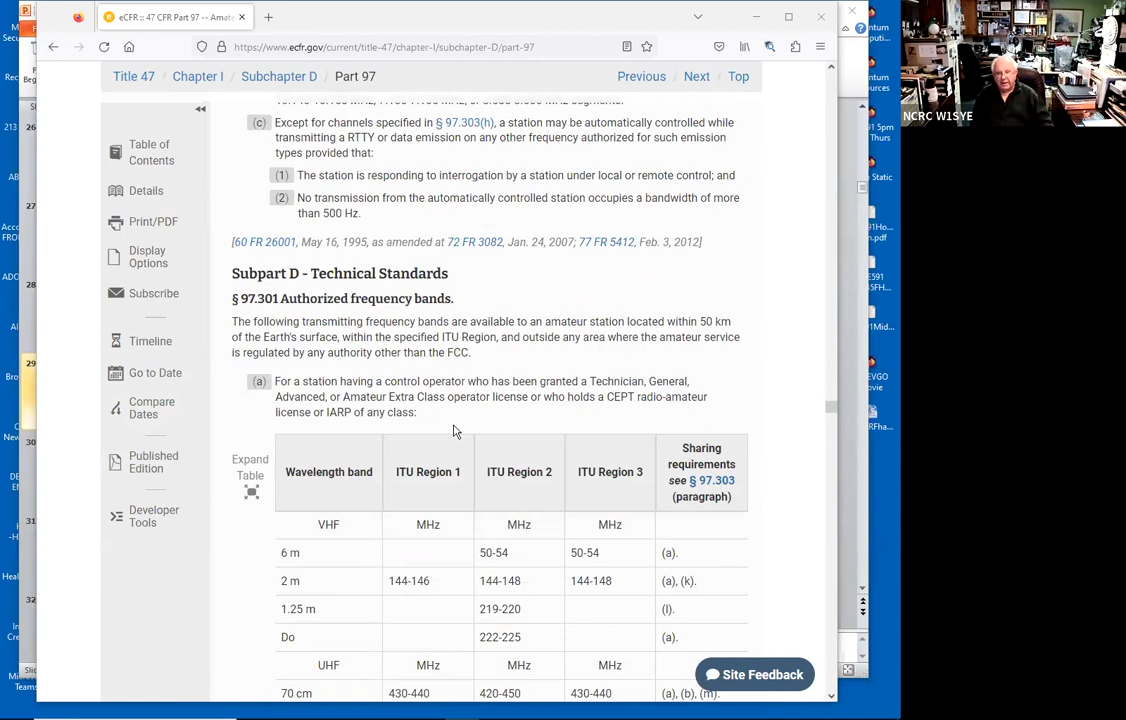 eCFR :: 47 CFR Part 97 -- Amate
https://www.ecfr.gov/current/title-47/chapter-I/subchapter-D/part-97
NCRC W1SYE
Title 47
Chapter I
Subchapter D
Part 97
Previous
Next
Top
Table of
Contents
Details
Print/PDF
Display
Options
Subscribe
Timeline
Go to Date
Compare
Dates
Published
Edition
Developer
Tools
(c) Except for channels specified in § 97.303(h), a station may be automatically controlled while
transmitting a RTTY or data emission on any other frequency authorized for such emission
types provided that:
(1) The station is responding to interrogation by a station under local or remote control; and
(2) No transmission from the automatically controlled station occupies a bandwidth of more
than 500 Hz.
[60 FR 26001, May 16, 1995, as amended at 72 FR 3082, Jan. 24, 2007; 77 FR 5412, Feb. 3, 2012]
Subpart D - Technical Standards
§ 97.301 Authorized frequency bands.
The following transmitting frequency bands are available to an amateur station located within 50 km
of the Earth's surface, within the specified ITU Region, and outside any area where the amateur service
is regulated by any authority other than the FCC.
(a) For a station having a control operator who has been granted a Technician, General,
Advanced, or Amateur Extra Class operator license or who holds a CEPT radio-amateur
license or IARP of any class:
Expand
Table
Wavelength band ITU Region 1 ITU Region 2 ITU Region 3 Sharing
requirements
see § 97.303
(paragraph)
VHF MHz MHz MHz
6 m 50-54 50-54 (a).
2 m 144-146 144-148 144-148 (a), (k).
1.25 m 219-220 (l).
Do 222-225 (a).
UHF MHz MHz MHz
70 cm 430-440 420-450 430-440 (a), (b), (m).
Site Feedback